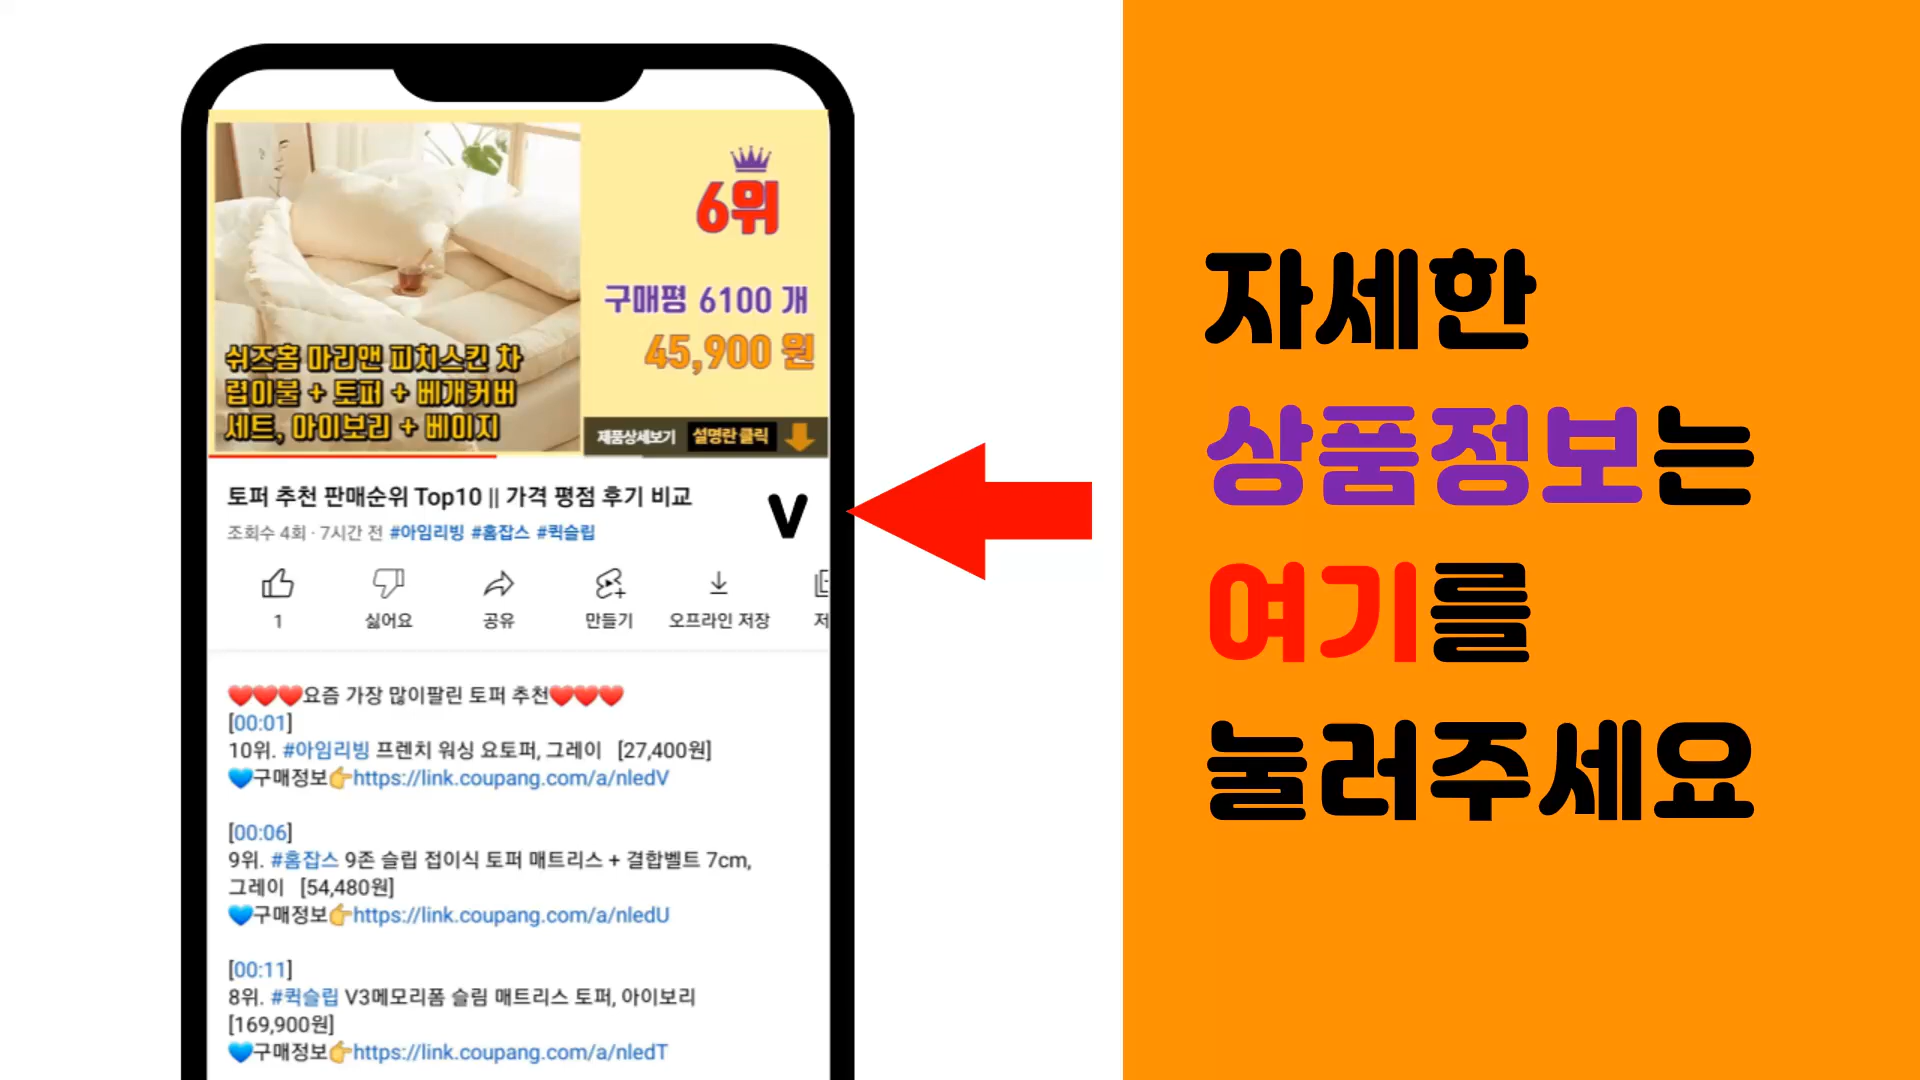 6위
구매평 6100 개
45,900 원
쉬즈홈 마리앤 피치스킨 차
렵이불 + 토퍼 + 베개커버
세트, 아이보리 + 베이지
제품상세보기 설명란 클릭
토퍼 추천 판매순위 Top10 || 가격 평점 후기 비교
V
조회수 4회 · 7시간 전 #아임리빙 #홈잡스 #퀵슬립
1 싫어요 공유 만들기 오프라인 저장 저
❤❤❤요즘 가장 많이팔린 토퍼 추천❤❤❤
[00:01]
10위. #아임리빙 프렌치 워싱 요토퍼, 그레이 [27,400원]
💙구매정보👉https://link.coupang.com/a/nledV
[00:06]
9위. #홈잡스 9존 슬립 접이식 토퍼 매트리스 + 결합벨트 7cm,
그레이 [54,480원]
💙구매정보👉https://link.coupang.com/a/nledU
[00:11]
8위. #퀵슬립 V3메모리폼 슬림 매트리스 토퍼, 아이보리
[169,900원]
💙구매정보👉https://link.coupang.com/a/nledT
자세한
상품정보는
여기를
눌러주세요